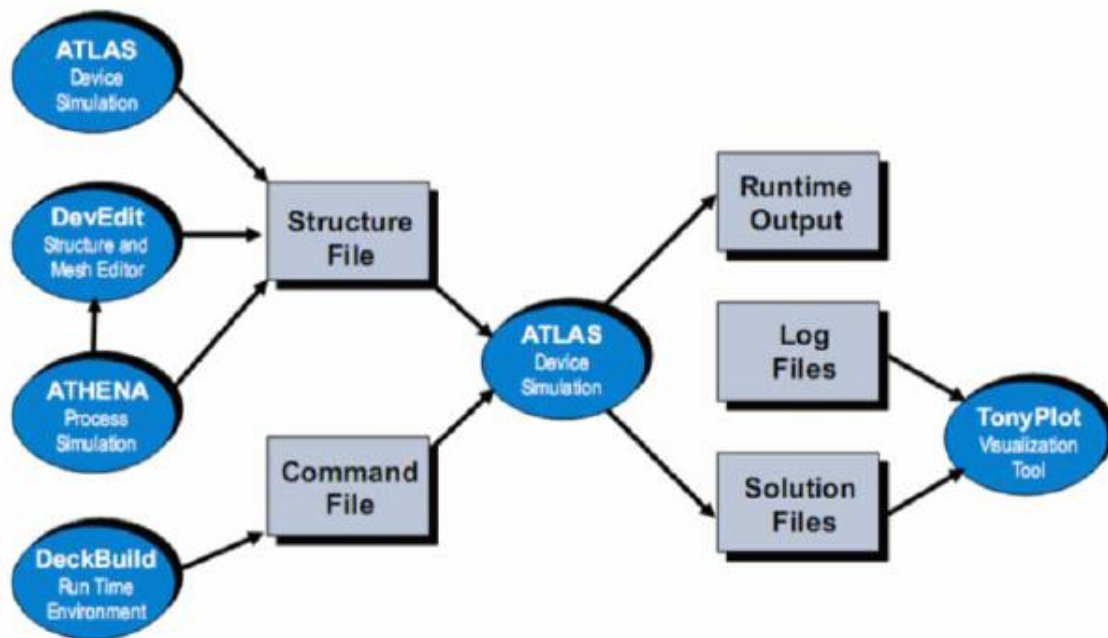 ATLAS
Device
Simulation
DevEdit
Structure and
Mesh Editor
ATHENA
Process
Simulation
DeckBuild
Run Time
Environment
Structure
File
Command
File
ATLAS
Device
Simulation
Runtime
Output
Log
Files
Solution
Files
TonyPlot
Visualization
Tool